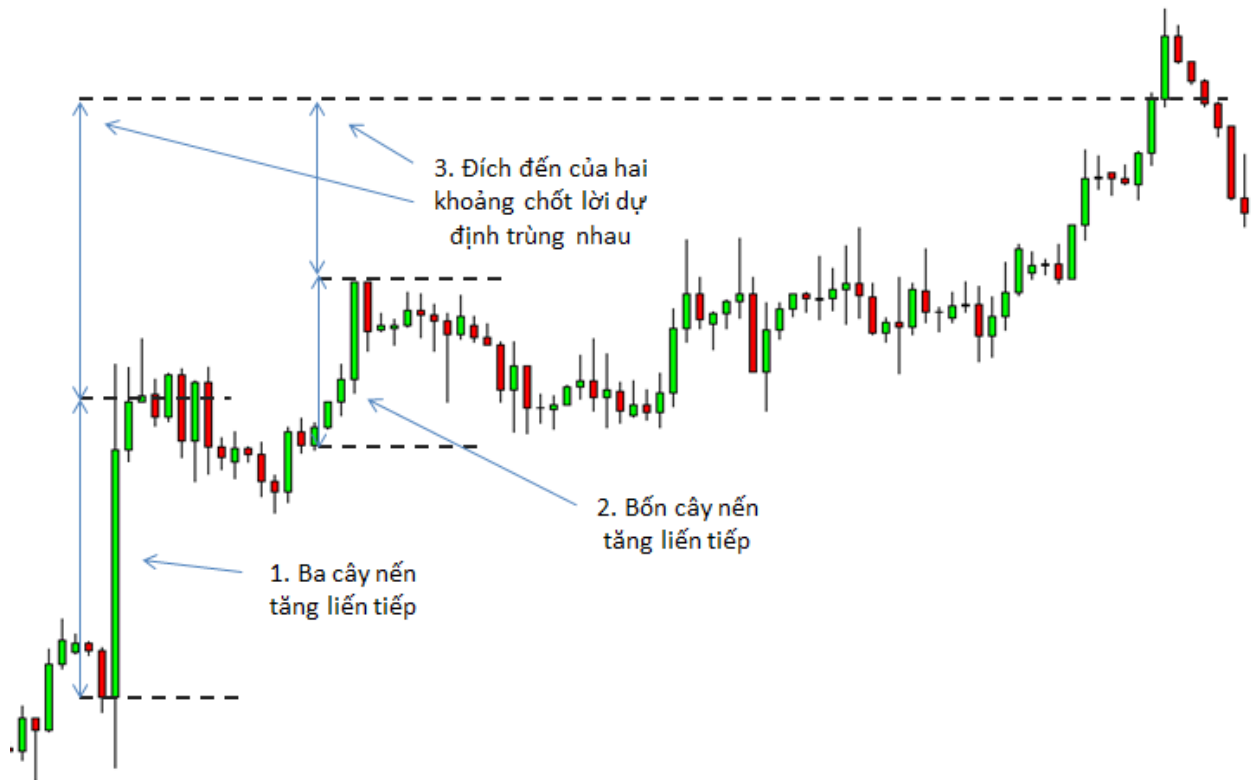 3. Đích đến của hai
khoảng chốt lời dự
định trùng nhau
2. Bốn cây nến
tăng liến tiếp
1. Ba cây nến
tăng liến tiếp